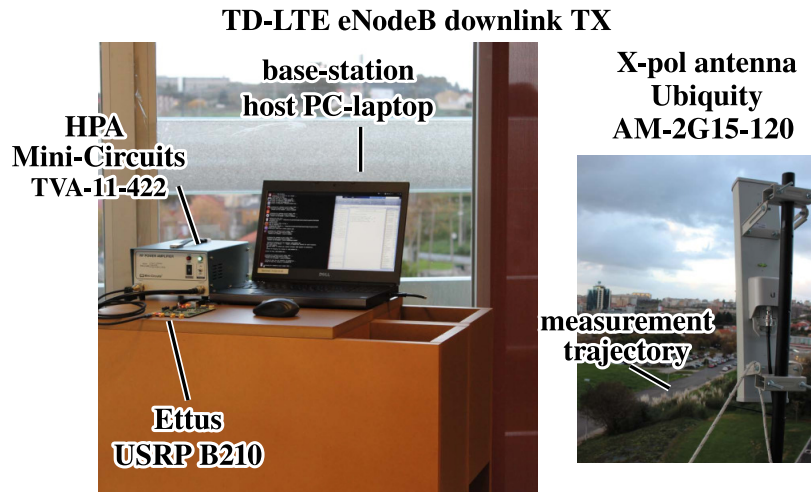 TD-LTE eNodeB downlink TX
base-station
host PC-laptop
HPA
Mini-Circuits
TVA-11-422
Ettus
USRP B210
X-pol antenna
Ubiquity
AM-2G15-120
measurement
trajectory
DELL